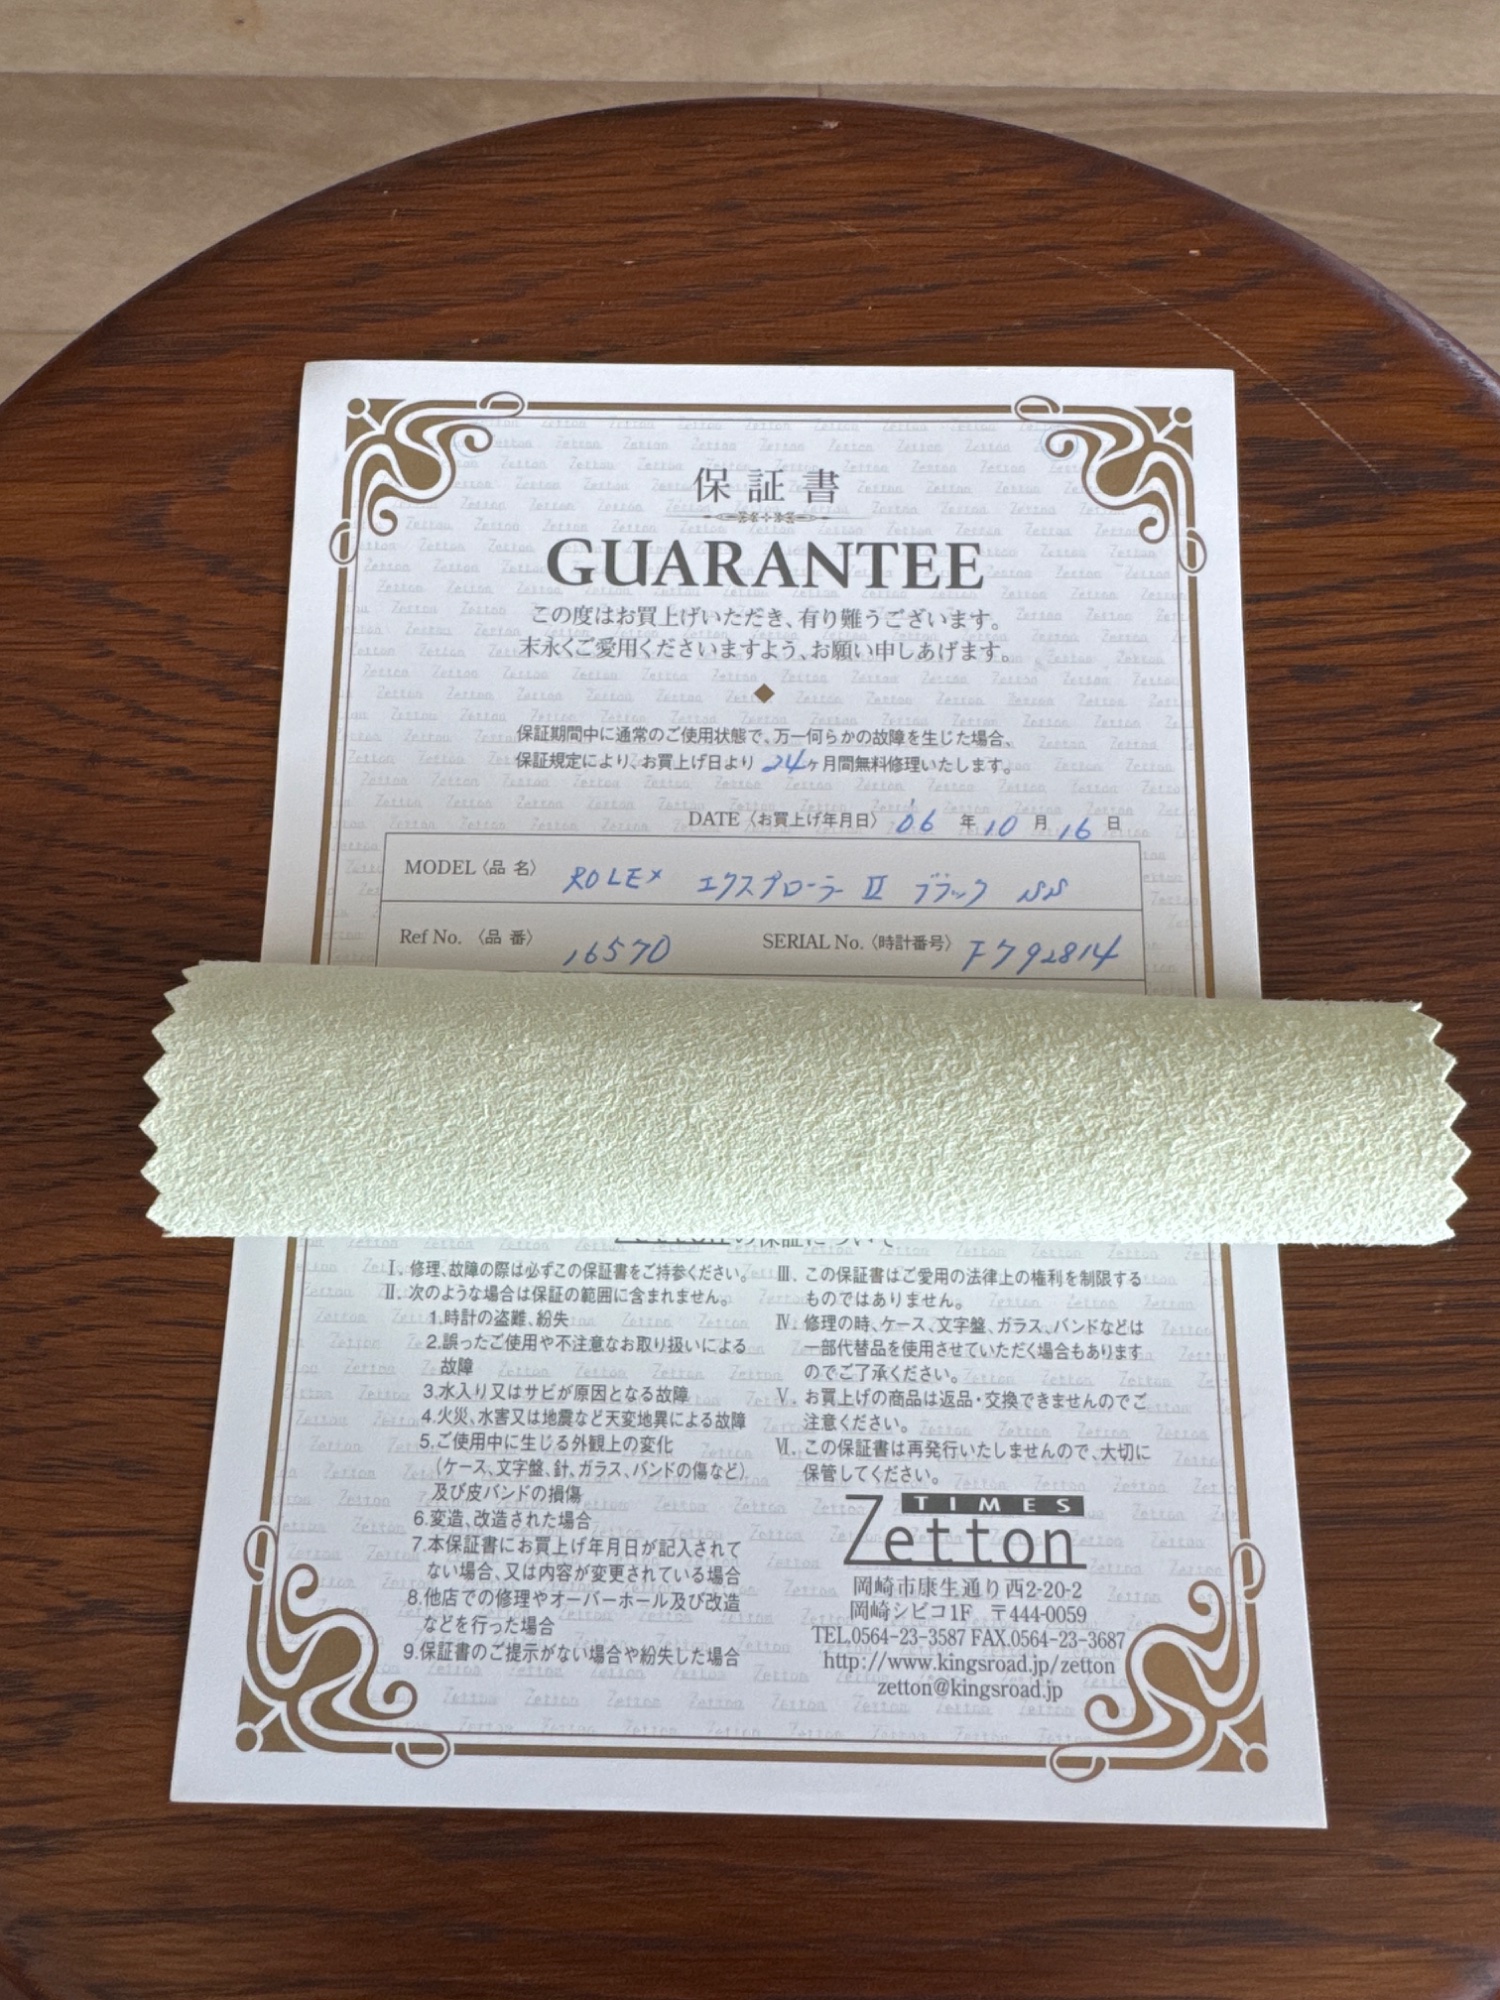 保証書
GUARANTEE
この度はお買上げいただき、有り難うございます。
末永くご愛用くださいますよう、お願い申しあげます。
保証期間中に通常のご使用状態で、万一何らかの故障を生じた場合、
保証規定により、お買上げ日より 24ヶ月間無料修理いたします。
DATE〈お買上げ年月日〉 '06 年 10 月 16 日
MODEL〈品 名〉 ROLEX エクスプローラー II ブラック SS
Ref No. 〈品 番〉 16570 SERIAL No.〈時計番号〉 F792814
Zettonの保証について
I. 修理、故障の際は必ずこの保証書をご持参ください。
II. 次のような場合は保証の範囲に含まれません。
1.時計の盗難、紛失
2.誤ったご使用や不注意なお取り扱いによる
故障
3.水入り又はサビが原因となる故障
4.火災、水害又は地震など天変地異による故障
5.ご使用中に生じる外観上の変化
(ケース、文字盤、針、ガラス、バンドの傷など)
及び皮バンドの損傷
6.変造、改造された場合
7.本保証書にお買上げ年月日が記入されて
ない場合、又は内容が変更されている場合
8.他店での修理やオーバーホール及び改造
などを行った場合
9.保証書のご提示がない場合や紛失した場合
III. この保証書はご愛用の法律上の権利を制限する
ものではありません。
IV. 修理の時、ケース、文字盤、ガラス、バンドなどは
一部代替品を使用させていただく場合もあります
のでご了承ください。
V. お買上げの商品は返品・交換できませんのでご
注意ください。
VI. この保証書は再発行いたしませんので、大切に
保管してください。
TIMES
Zetton
岡崎市康生通り西2-20-2
岡崎シビコ1F 〒444-0059
TEL.0564-23-3587 FAX.0564-23-3687
http://www.kingsroad.jp/zetton
zetton@kingsroad.jp